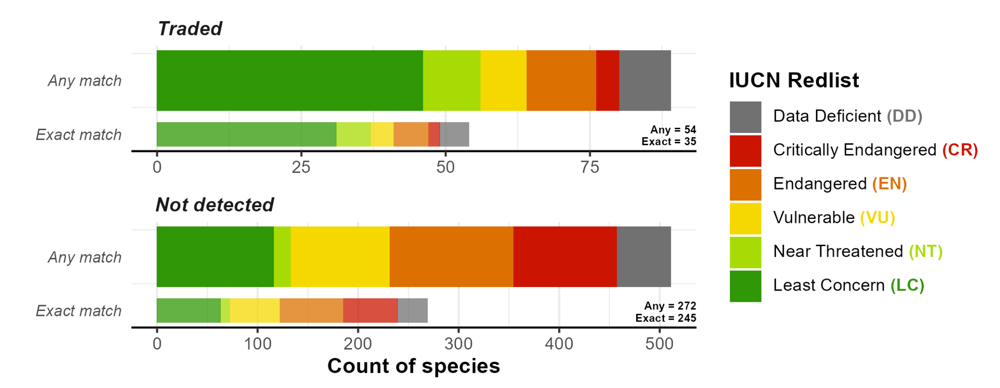 Traded
Any match
Exact match
Any = 54
Exact = 35
0 25 50 75
Not detected
Any match
Exact match
Any = 272
Exact = 245
0 100 200 300 400 500
Count of species
IUCN Redlist
Data Deficient (DD)
Critically Endangered (CR)
Endangered (EN)
Vulnerable (VU)
Near Threatened (NT)
Least Concern (LC)